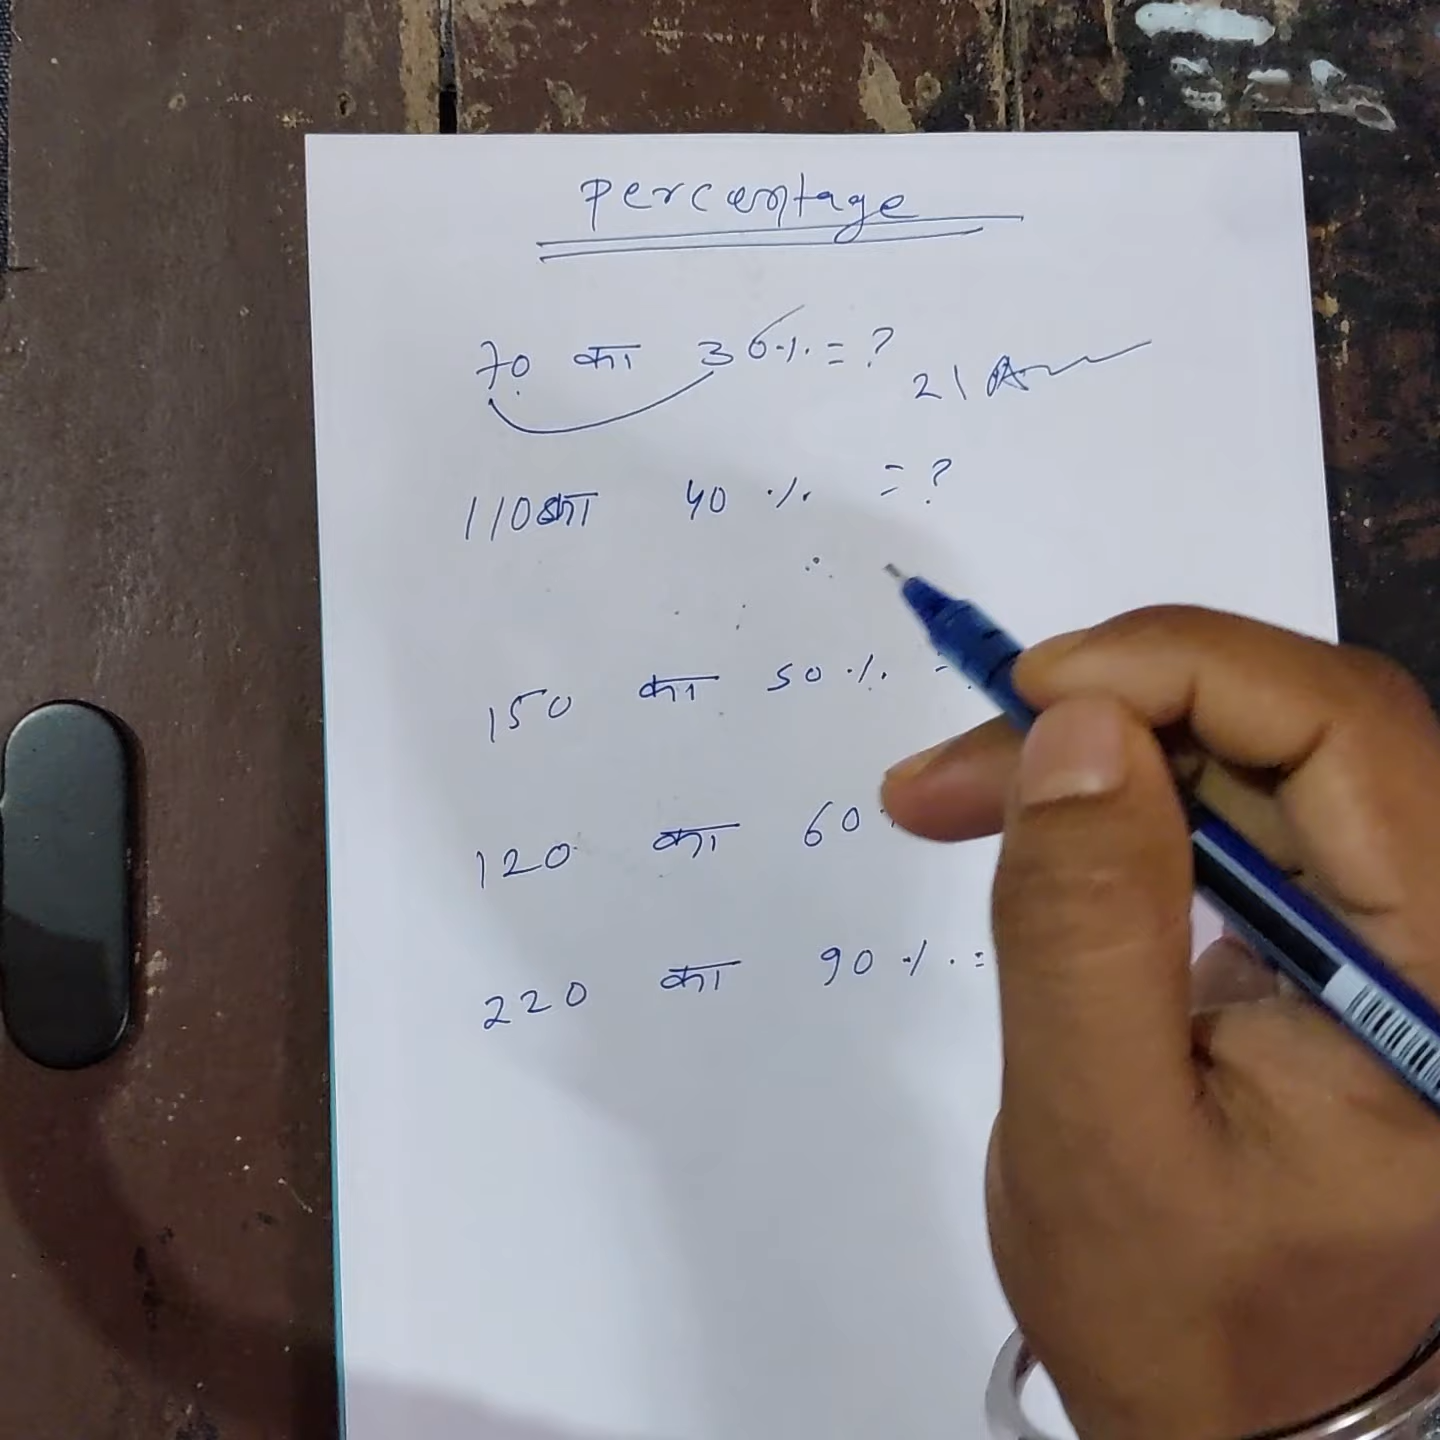 Percentage
70 का 30% = ?
21 Ans
110 का 40 % = ?
150 का 50 % =
120 का 60
220 का 90 % =